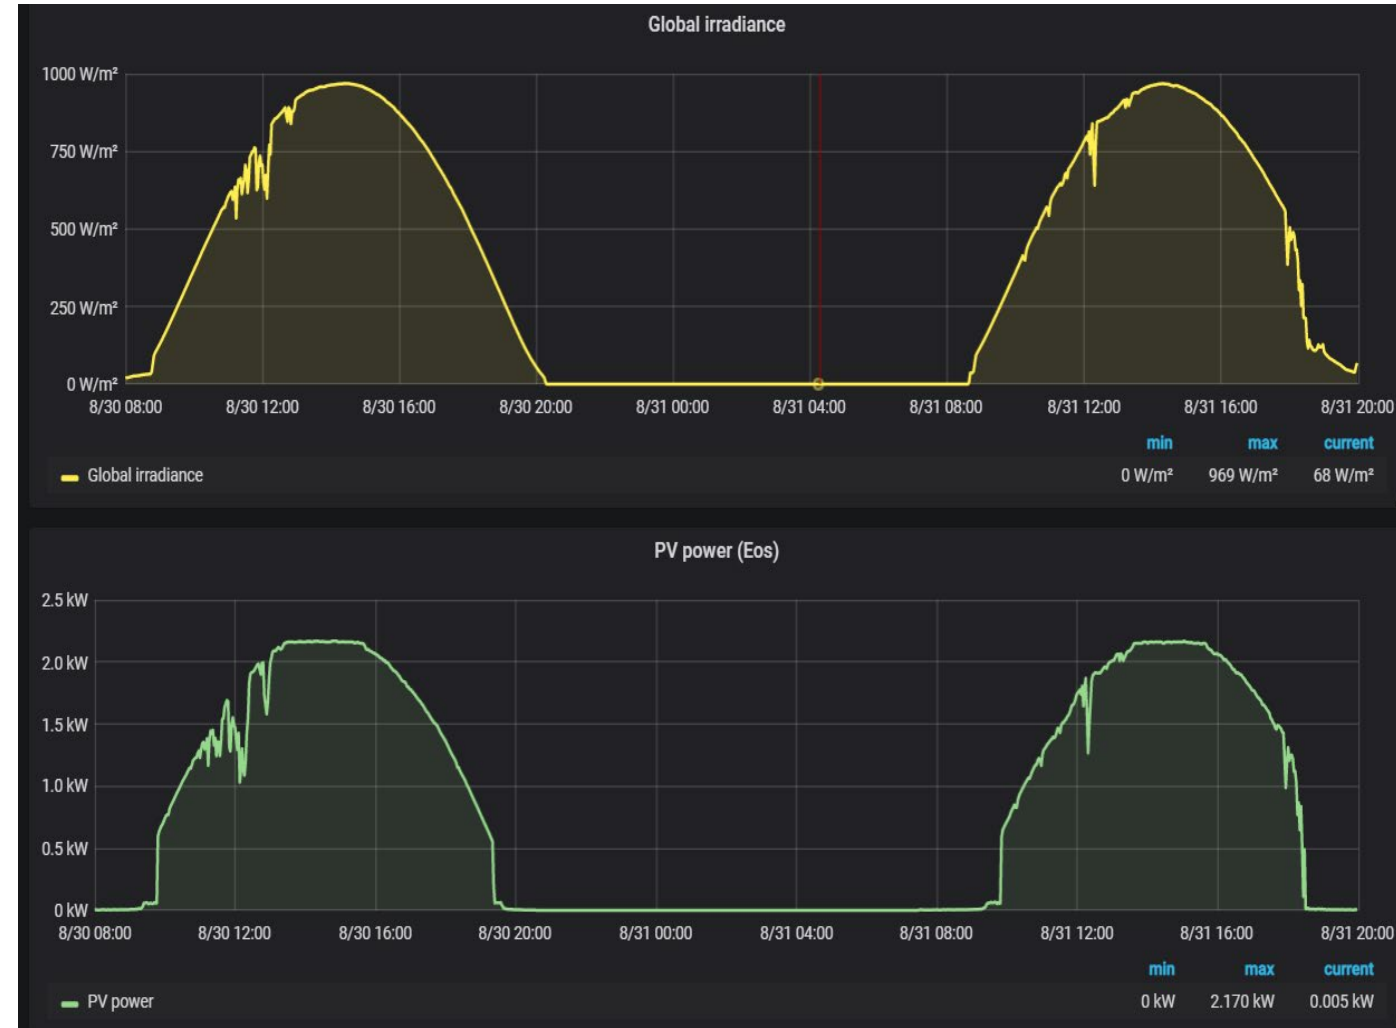 Global irradiance
1000 W/m²
750 W/m²
500 W/m²
250 W/m²
0 W/m²
8/30 08:00 8/30 12:00 8/30 16:00 8/30 20:00 8/31 00:00 8/31 04:00 8/31 08:00 8/31 12:00 8/31 16:00 8/31 20:00
min max current
Global irradiance 0 W/m² 969 W/m² 68 W/m²
PV power (Eos)
2.5 kW
2.0 kW
1.5 kW
1.0 kW
0.5 kW
0 kW
8/30 08:00 8/30 12:00 8/30 16:00 8/30 20:00 8/31 00:00 8/31 04:00 8/31 08:00 8/31 12:00 8/31 16:00 8/31 20:00
min max current
PV power 0 kW 2.170 kW 0.005 kW